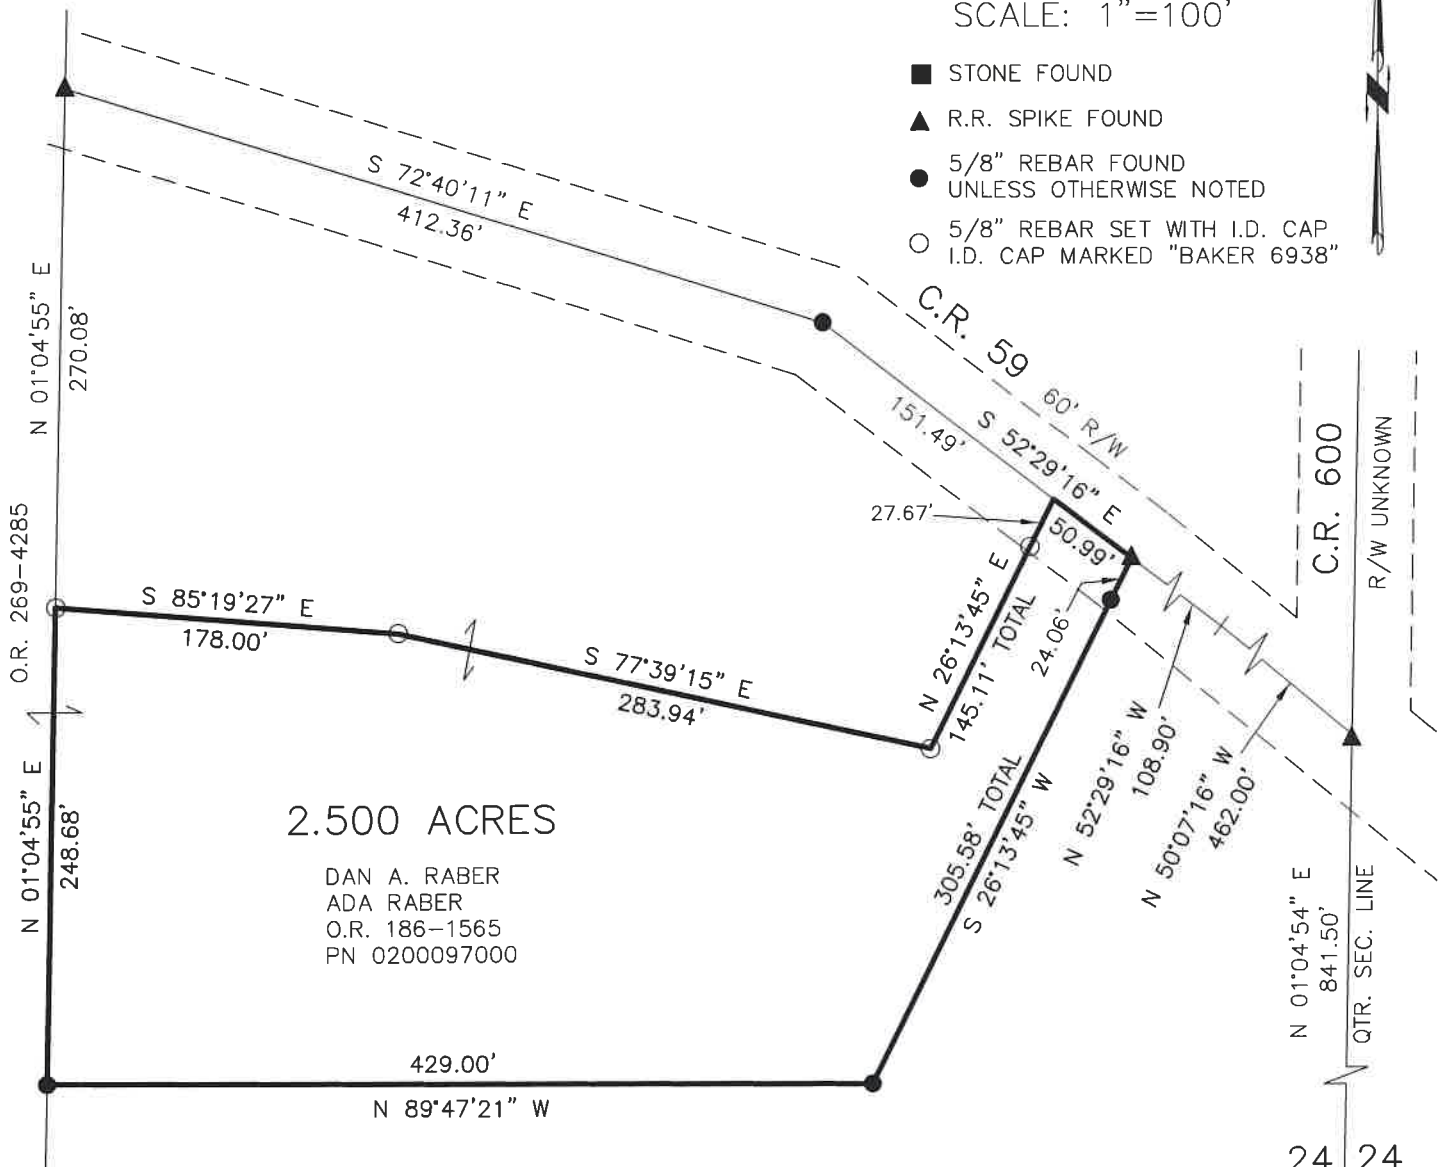 SCALE: 1"=100'
STONE FOUND
R.R. SPIKE FOUND
5/8" REBAR FOUND
UNLESS OTHERWISE NOTED
5/8" REBAR SET WITH I.D. CAP
I.D. CAP MARKED "BAKER 6938"
S 72°40'11" E
412.36'
N 01°04'55" E
270.08'
C.R. 59
60' R/W
151.49'
S 52°29'16" E
C.R. 600
R/W UNKNOWN
27.67'
50.99'
O.R. 269-4285
S 85°19'27" E
178.00'
S 77°39'15" E
283.94'
N 26°13'45" E
145.11' TOTAL
24.06'
305.58' TOTAL
S 26°13'45" W
N 52°29'16" W
108.90'
N 50°07'16" W
462.00'
N 01°04'55" E
248.68'
2.500 ACRES
DAN A. RABER
ADA RABER
O.R. 186-1565
PN 0200097000
N 01°04'54" E
841.50'
QTR. SEC. LINE
429.00'
N 89°47'21" W
24 24